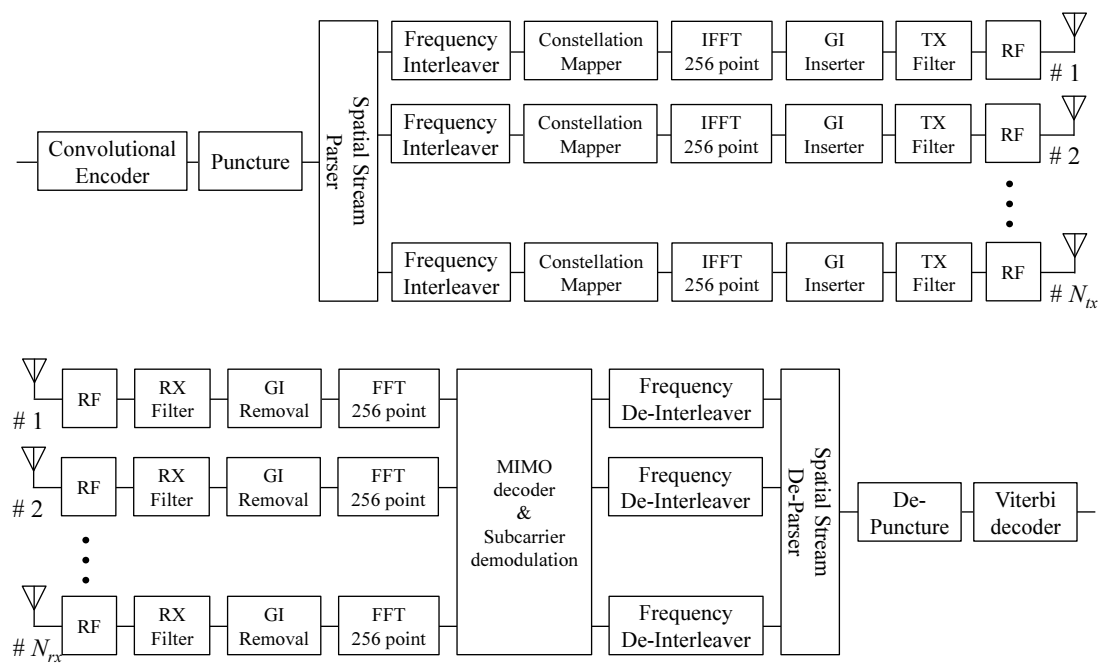 Convolutional
Encoder
Puncture
Spatial Stream
Parser
Frequency
Interleaver
Constellation
Mapper
IFFT
256 point
GI
Inserter
TX
Filter
RF
# 1
Frequency
Interleaver
Constellation
Mapper
IFFT
256 point
GI
Inserter
TX
Filter
RF
# 2
Frequency
Interleaver
Constellation
Mapper
IFFT
256 point
GI
Inserter
TX
Filter
RF
# Ntx
# 1
RF
RX
Filter
GI
Removal
FFT
256 point
# 2
RF
RX
Filter
GI
Removal
FFT
256 point
# Nrx
RF
RX
Filter
GI
Removal
FFT
256 point
MIMO
decoder
&
Subcarrier
demodulation
Frequency
De-Interleaver
Frequency
De-Interleaver
Frequency
De-Interleaver
Spatial Stream
De-Parser
De-
Puncture
Viterbi
decoder